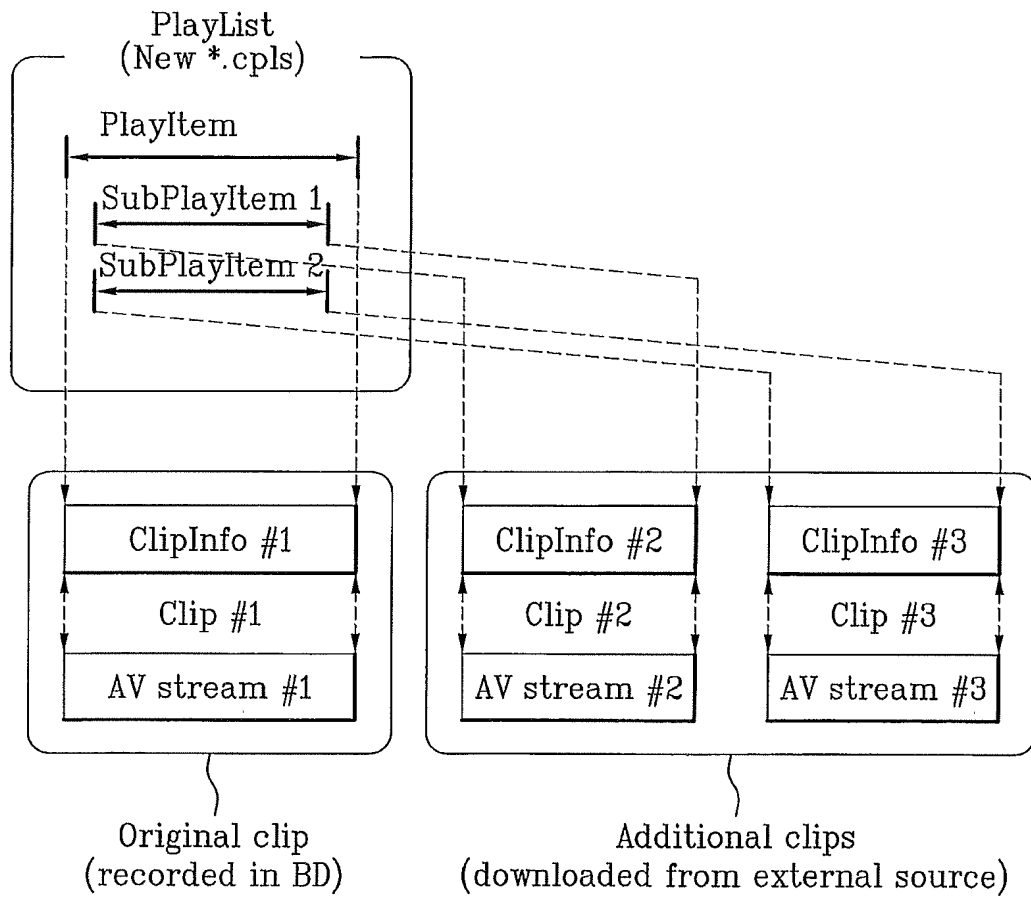 PlayList
(New *.cpls)
PlayItem
SubPlayItem 1
SubPlayItem 2
ClipInfo #1
Clip #1
AV stream #1
ClipInfo #2
Clip #2
AV stream #2
ClipInfo #3
Clip #3
AV stream #3
Original clip
(recorded in BD)
Additional clips
(downloaded from external source)